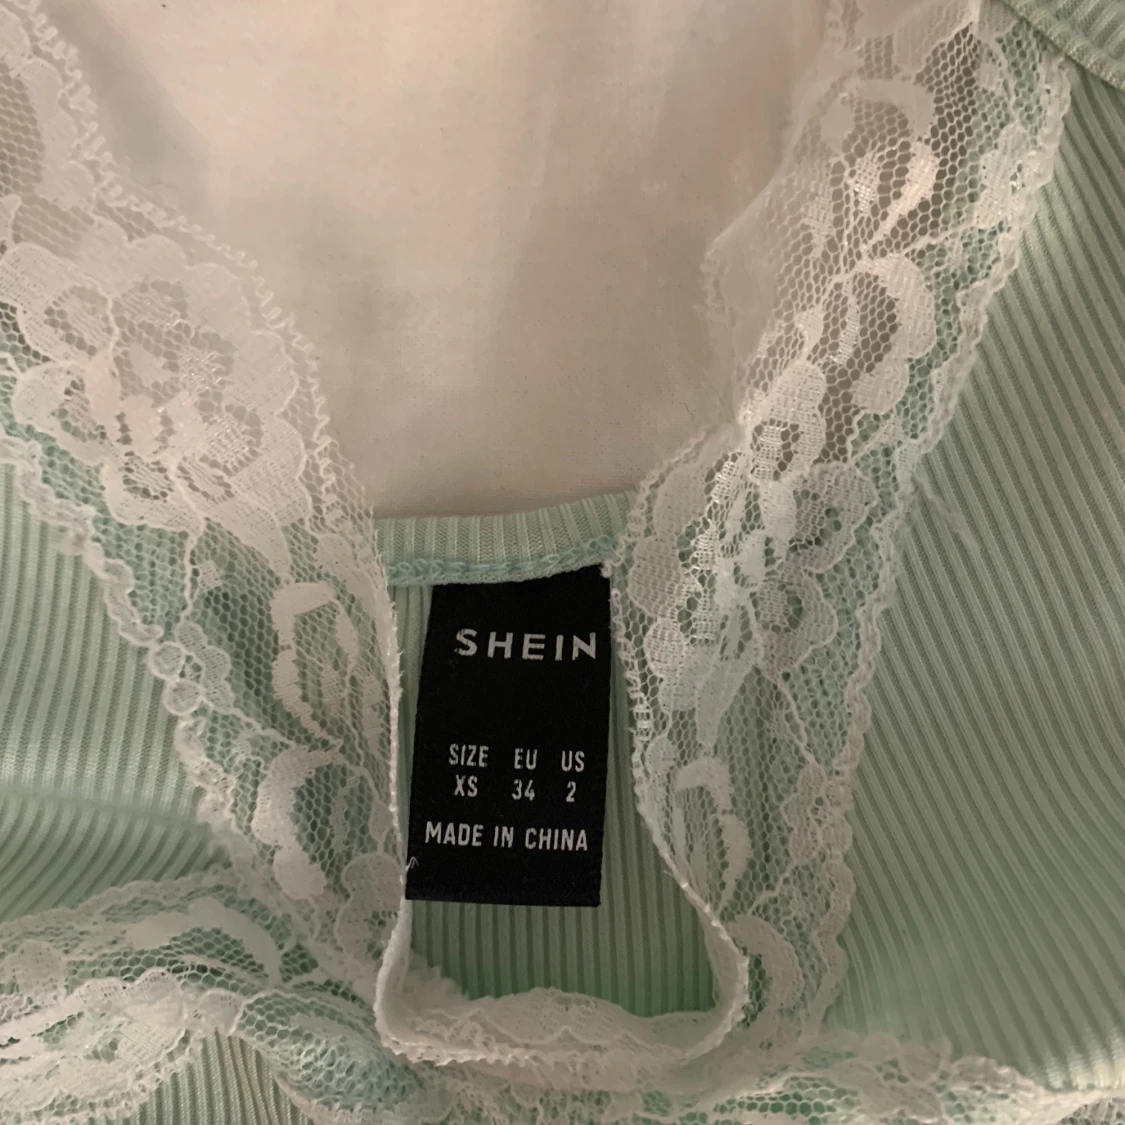 SHEIN
SIZE EU US
XS 34 2
MADE IN CHINA